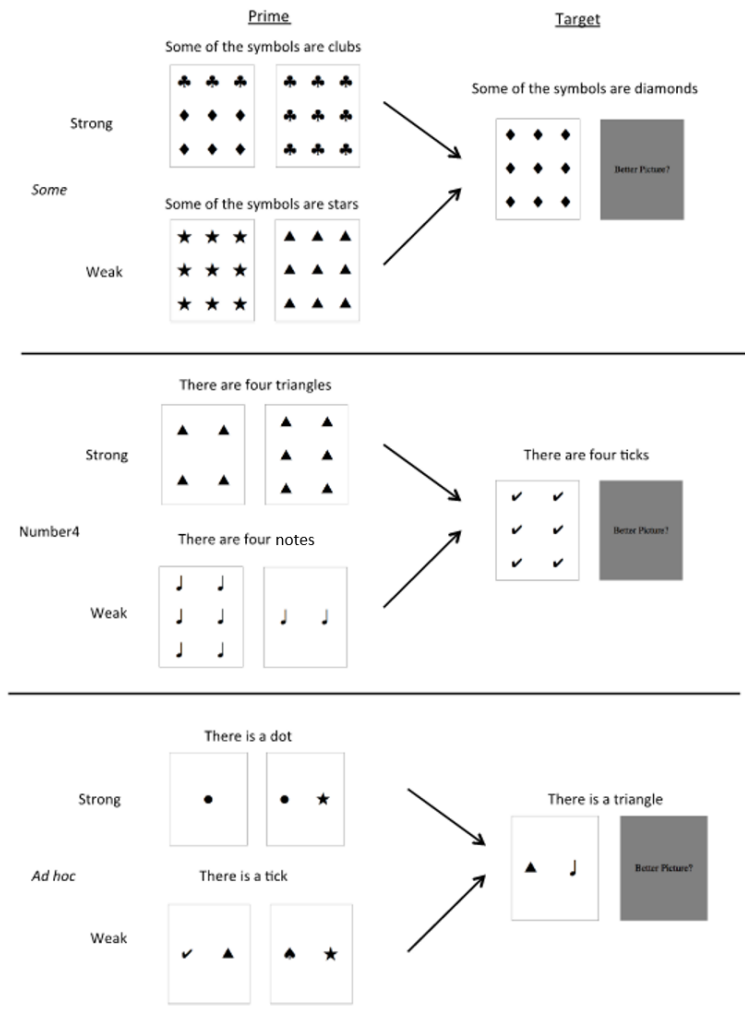 Prime
Target
Some of the symbols are clubs
Some of the symbols are diamonds
Strong
Better Picture?
Some
Some of the symbols are stars
Weak
There are four triangles
Strong
There are four ticks
Number4
Better Picture?
There are four notes
Weak
There is a dot
Strong
There is a triangle
Ad hoc
There is a tick
Better Picture?
Weak